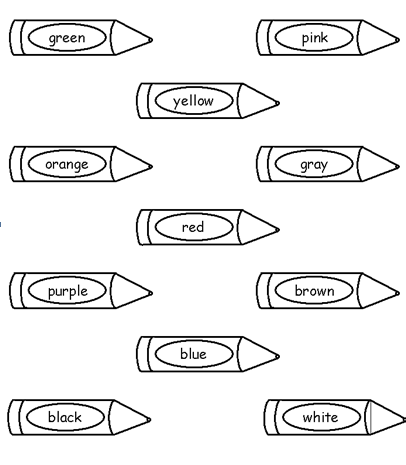 green
pink
yellow
orange
gray
red
purple
brown
blue
black
white